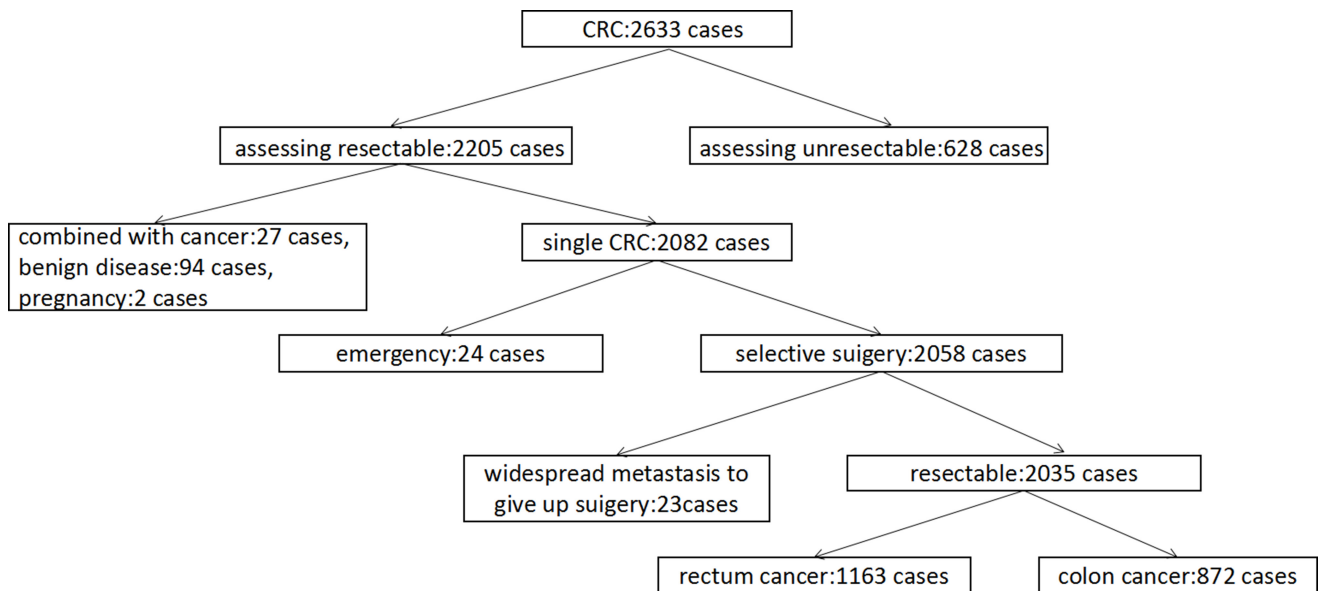 CRC:2633 cases
assessing resectable:2205 cases
assessing unresectable:628 cases
combined with cancer:27 cases,
benign disease:94 cases,
pregnancy:2 cases
single CRC:2082 cases
emergency:24 cases
selective suigery:2058 cases
widespread metastasis to
give up suigery:23cases
resectable:2035 cases
rectum cancer:1163 cases
colon cancer:872 cases